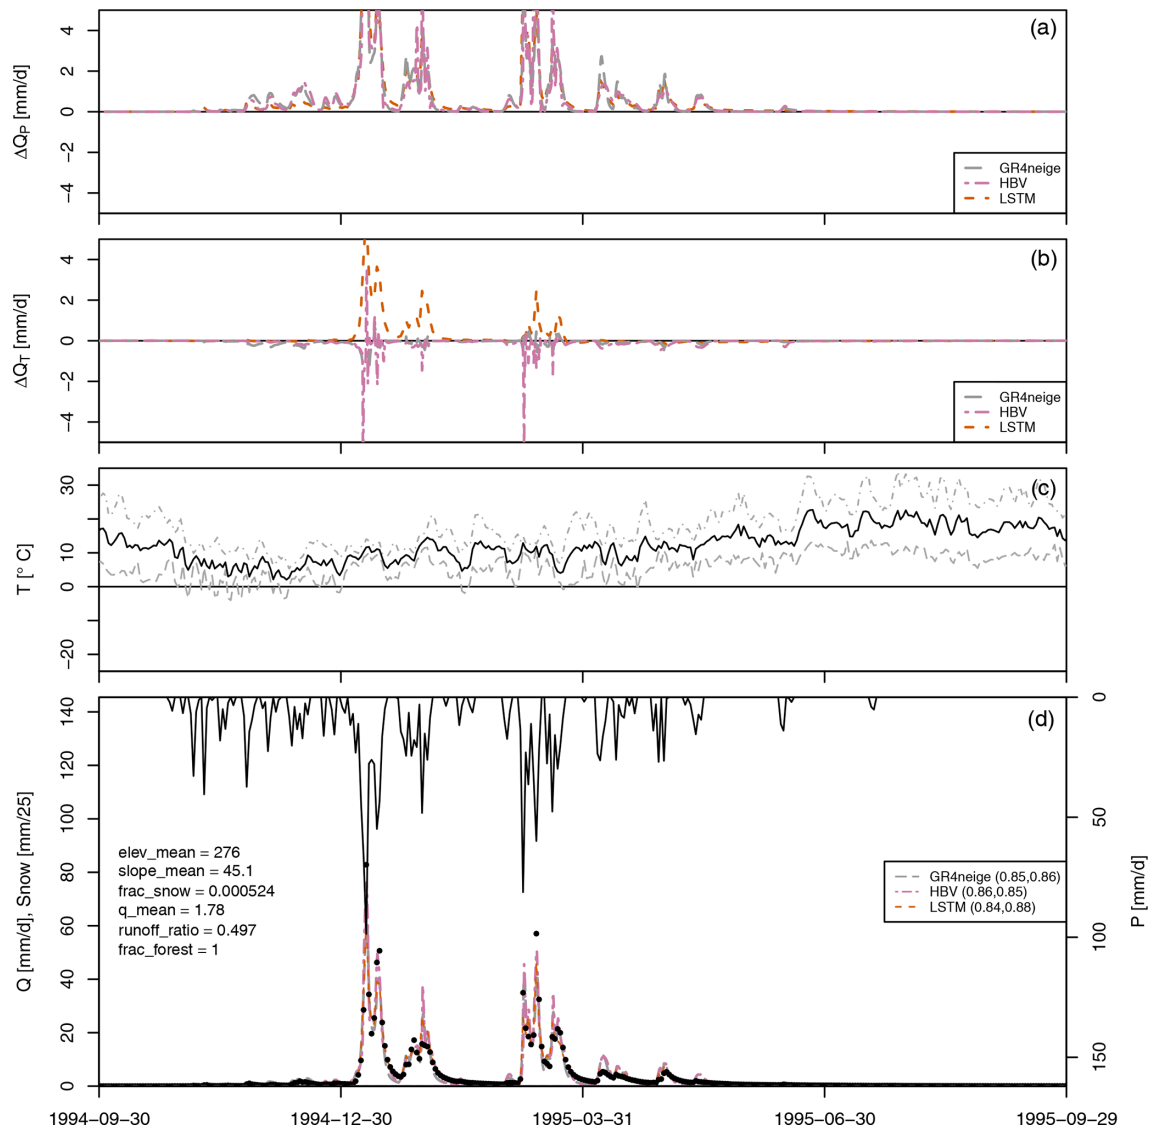 (a)
4
2
0
−2
−4
ΔQP [mm/d]
GR4neige
HBV
LSTM
(b)
4
2
0
−2
−4
ΔQT [mm/d]
GR4neige
HBV
LSTM
(c)
30
10
0
−20
T [° C]
(d)
140
120
100
80
60
40
20
0
Q [mm/d], Snow [mm/25]
0
50
100
150
P [mm/d]
elev_mean = 276
slope_mean = 45.1
frac_snow = 0.000524
q_mean = 1.78
runoff_ratio = 0.497
frac_forest = 1
GR4neige (0.85,0.86)
HBV (0.86,0.85)
LSTM (0.84,0.88)
1994−09−30 1994−12−30 1995−03−31 1995−06−30 1995−09−29